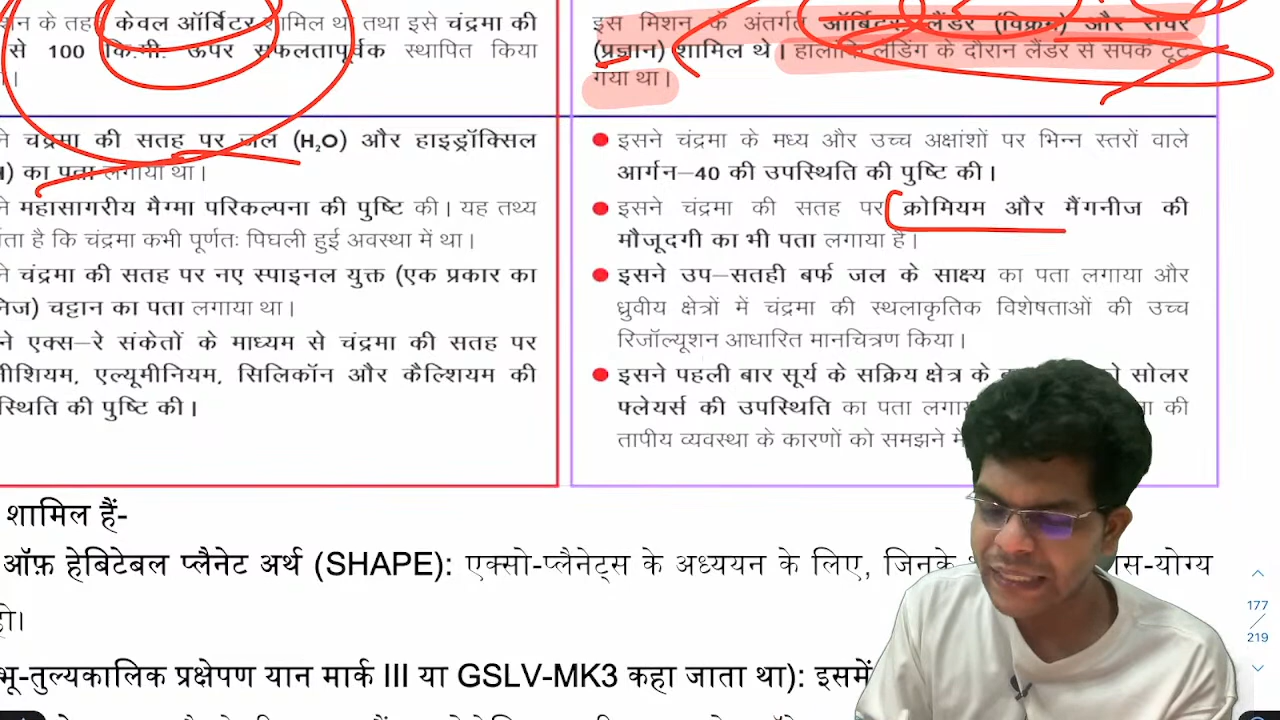 शन के तह केवल ऑर्बिटर शामिल था तथा इसे चंद्रमा की
से 100 कि.मी. ऊपर सफलतापूर्वक स्थापित किया
इस मिशन के अंतर्गत ऑर्बिटर, लैंडर (विक्रम) और रोवर
(प्रज्ञान) शामिल थे। हालांकि लैंडिंग के दौरान लैंडर से संपर्क टूट
गया था।
ने चंद्रमा की सतह पर जल (H₂O) और हाइड्रॉक्सिल
का पता लगाया था।
ने महासागरीय मैग्मा परिकल्पना की पुष्टि की। यह तथ्य
र्ता है कि चंद्रमा कभी पूर्णतः पिघली हुई अवस्था में था।
ने चंद्रमा की सतह पर नए स्पाइनल युक्त (एक प्रकार का
निज) चट्टान का पता लगाया था।
ने एक्स–रे संकेतों के माध्यम से चंद्रमा की सतह पर
नीशियम, एल्यूमीनियम, सिलिकॉन और कैल्शियम की
स्थिति की पुष्टि की।
● इसने चंद्रमा के मध्य और उच्च अक्षांशों पर भिन्न स्तरों वाले
आर्गन–40 की उपस्थिति की पुष्टि की।
● इसने चंद्रमा की सतह पर क्रोमियम और मैंगनीज की
मौजूदगी का भी पता लगाया है।
● इसने उप–सतही बर्फ जल के साक्ष्य का पता लगाया और
ध्रुवीय क्षेत्रों में चंद्रमा की स्थलाकृतिक विशेषताओं की उच्च
रिजॉल्यूशन आधारित मानचित्रण किया।
● इसने पहली बार सूर्य के सक्रिय क्षेत्र के सोलर
फ्लेयर्स की उपस्थिति का पता की
तापीय व्यवस्था के कारणों को समझने
शामिल हैं-
ऑफ़ हेबिटेबल प्लैनेट अर्थ (SHAPE): एक्सो-प्लैनेट्स के अध्ययन के लिए, जिनके स-योग्य
हो।
भू-तुल्यकालिक प्रक्षेपण यान मार्क III या GSLV-MK3 कहा जाता था): इसमें
177
219